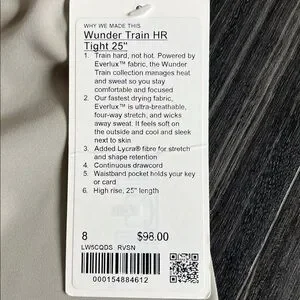 WHY WE MADE THIS
Wunder Train HR
Tight 25"
1. Train hard, not hot. Powered by
Everlux™ fabric, the Wunder
Train collection manages heat
and sweat so you stay
comfortable and focused
2. Our fastest drying fabric,
Everlux™ is ultra-breathable,
four-way stretch, and wicks
away sweat. It feels soft on
the outside and cool and sleek
next to skin
3. Added Lycra® fibre for stretch
and shape retention
4. Continuous drawcord
5. Waistband pocket holds your key
or card
6. High rise, 25" length
8 $98.00
LW5CQDS RVSN
000154884612